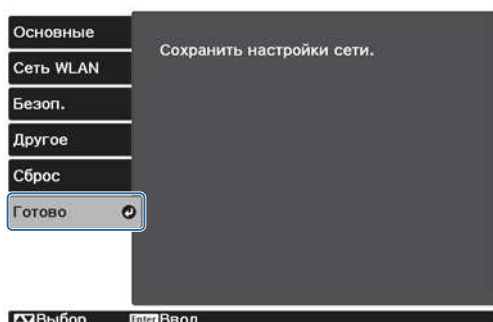 Основные
Сеть WLAN
Безоп.
Другое
Сброс
Готово
Сохранить настройки сети.
Выбор Enter Ввод